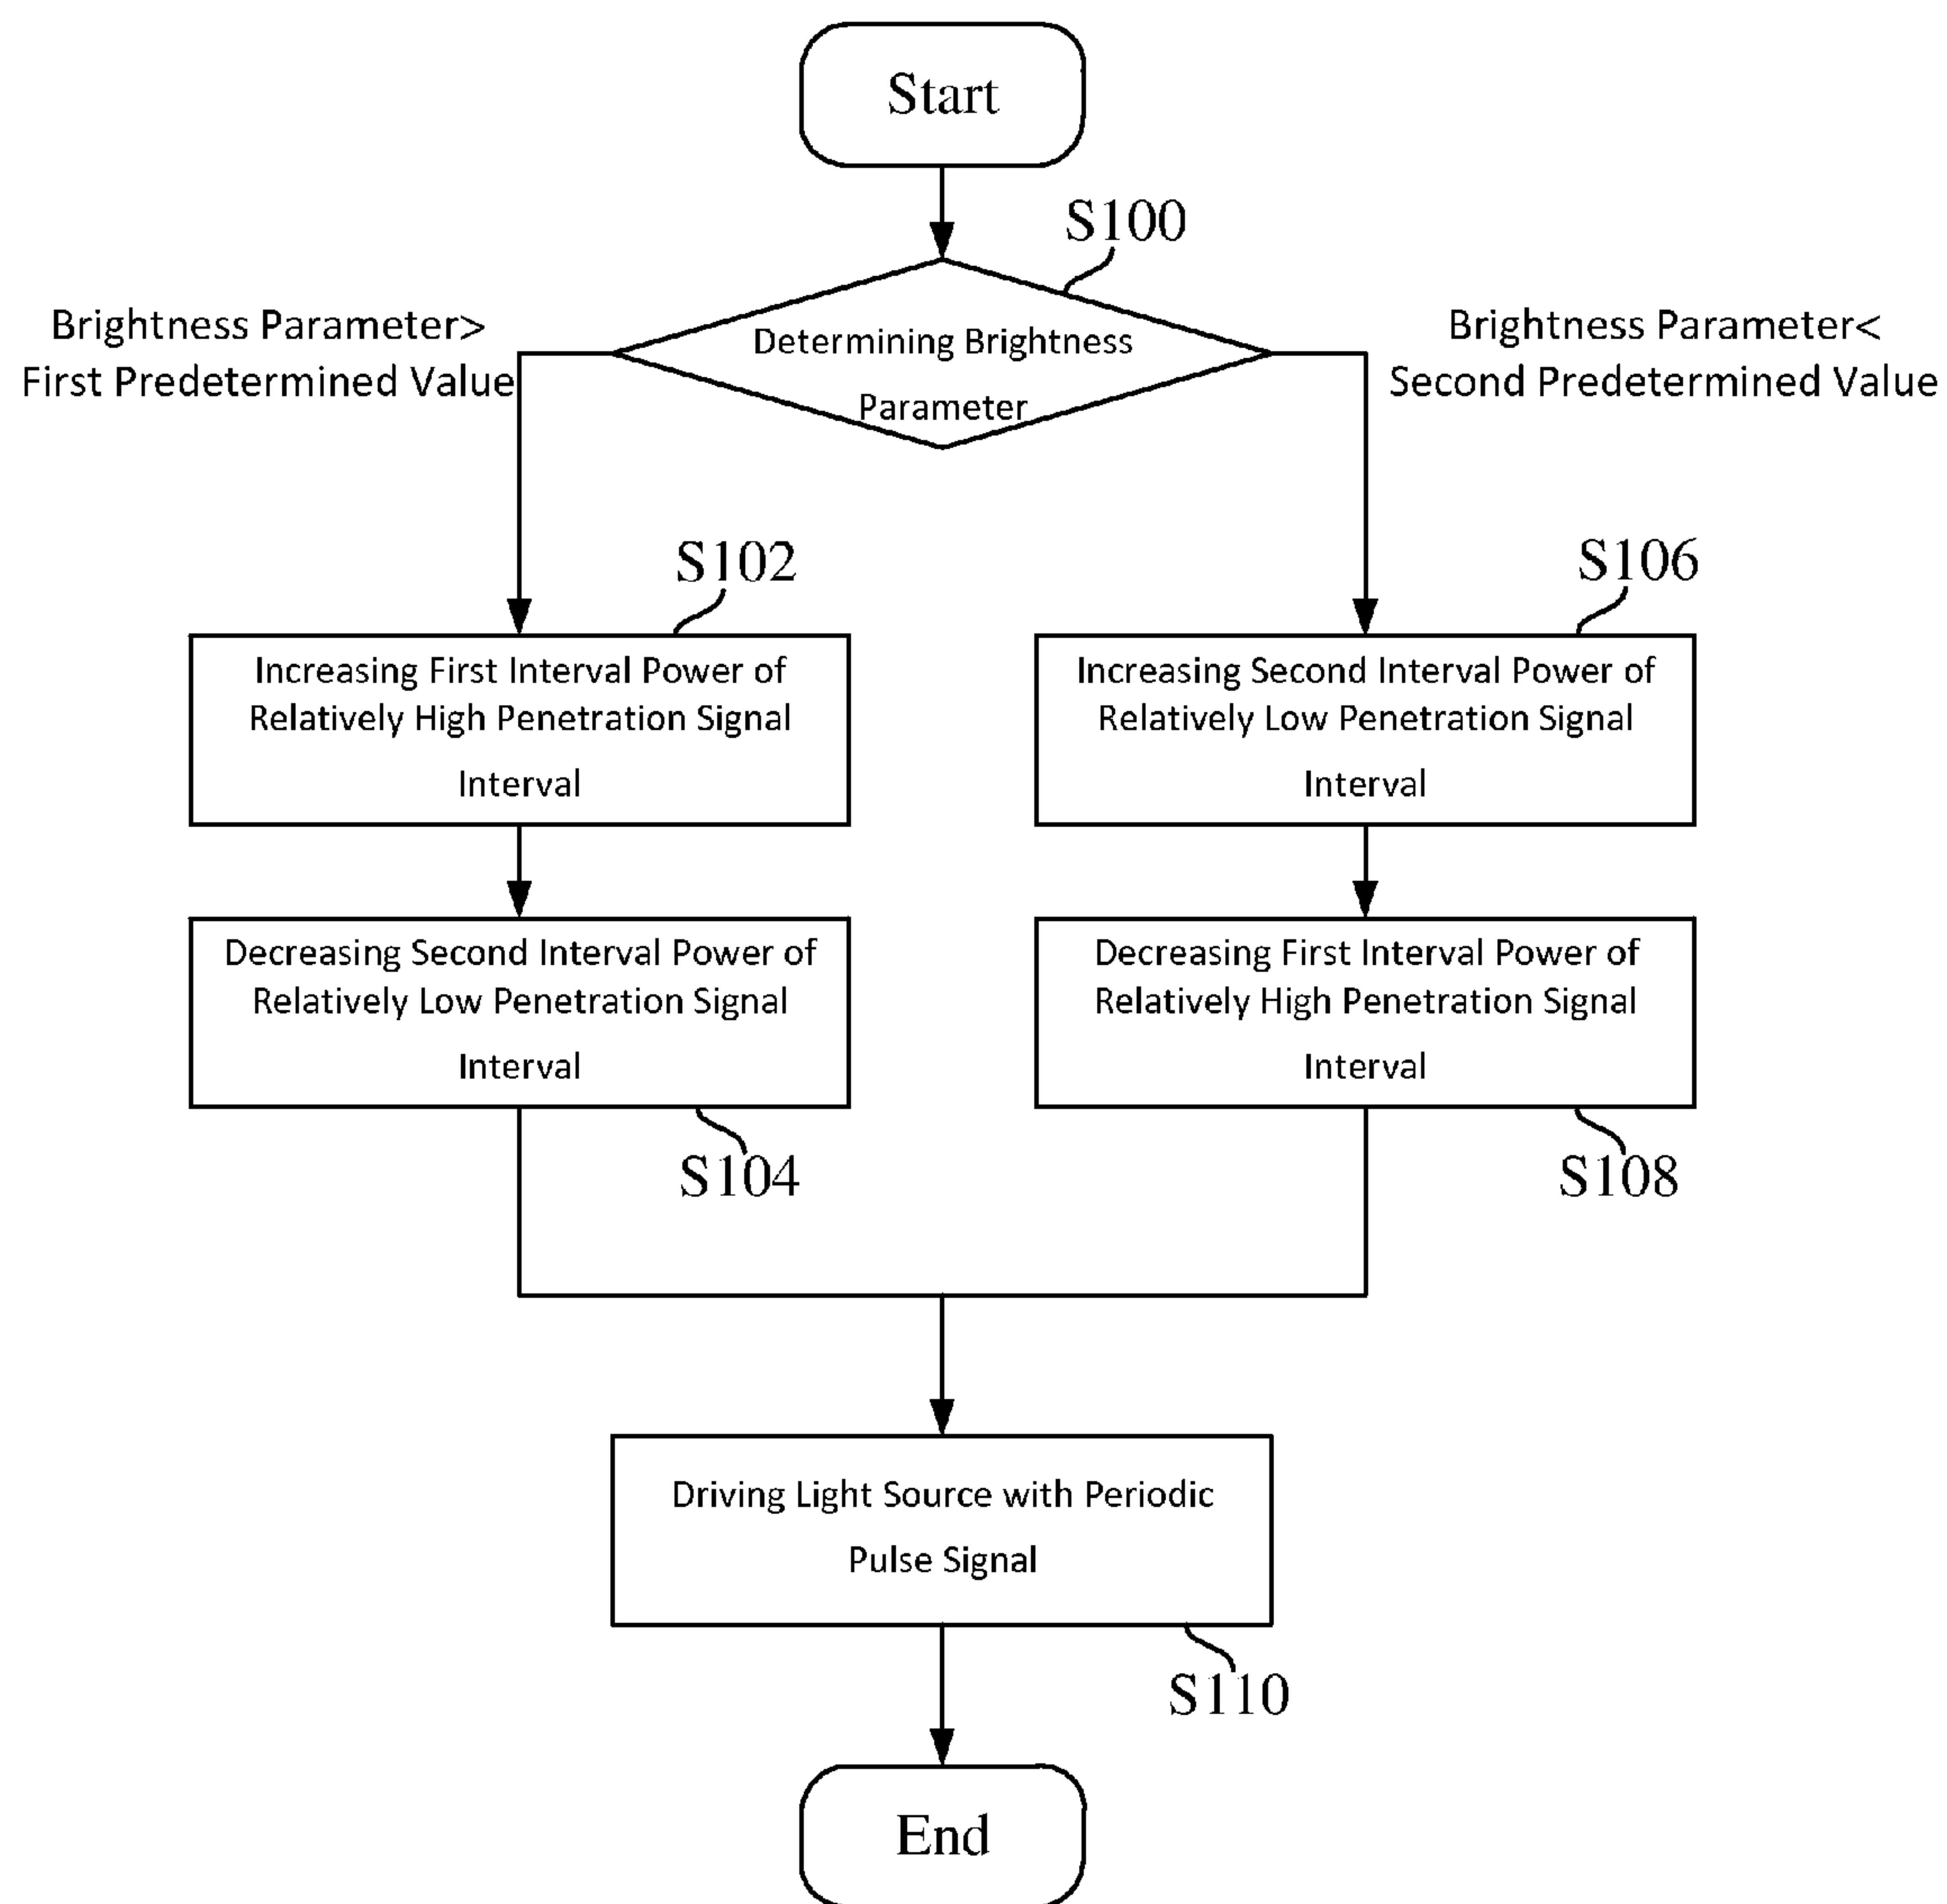 Start
S100
Brightness Parameter>
First Predetermined Value
Determining Brightness
Parameter
Brightness Parameter<
Second Predetermined Value
S102
Increasing First Interval Power of
Relatively High Penetration Signal
Interval
S106
Increasing Second Interval Power of
Relatively Low Penetration Signal
Interval
Decreasing Second Interval Power of
Relatively Low Penetration Signal
Interval
S104
Decreasing First Interval Power of
Relatively High Penetration Signal
Interval
S108
Driving Light Source with Periodic
Pulse Signal
S110
End